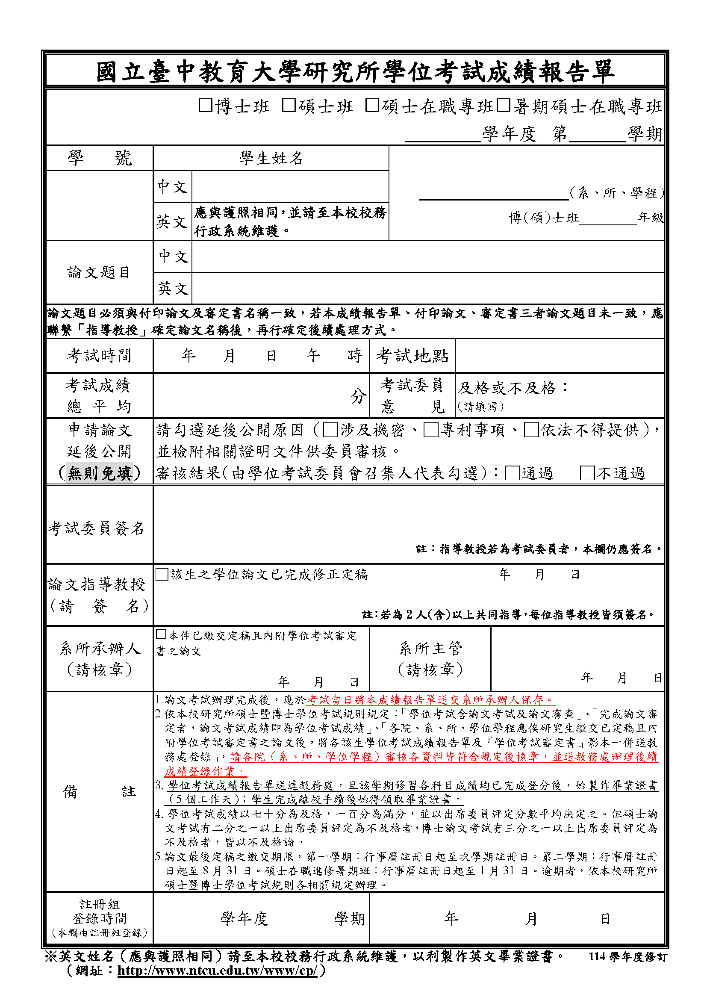 國立臺中教育大學研究所學位考試成績報告單
□博士班 □碩士班 □碩士在職專班□暑期碩士在職專班
________學年度 第______學期
學 號
學生姓名
中文
英文
應與護照相同，並請至本校校務
行政系統維護。
________________(系、所、學程)
博(碩)士班______年級
論文題目
中文
英文
論文題目必須與付印論文及審定書名稱一致，若本成績報告單、付印論文、審定書三者論文題目未一致，應
聯繫「指導教授」確定論文名稱後，再行確定後續處理方式。
考試時間
年 月 日 午 時
考試地點
考試成績
總 平 均
分
考試委員
意 見
及格或不及格：
(請填寫)
申請論文
延後公開
(無則免填)
請勾選延後公開原因（□涉及機密、□專利事項、□依法不得提供），
並檢附相關證明文件供委員審核。
審核結果(由學位考試委員會召集人代表勾選)：□通過 □不通過
考試委員簽名
註：指導教授若為考試委員者，本欄仍應簽名。
論文指導教授
(請 簽 名)
□該生之學位論文已完成修正定稿 年 月 日
註：若為 2 人(含)以上共同指導，每位指導教授皆須簽名。
系所承辦人
(請核章)
□本件已繳交定稿且內附學位考試審定
書之論文
年 月 日
系所主管
(請核章)
年 月 日
備 註
1.論文考試辦理完成後，應於考試當日將本成績報告單送交系所承辦人保存。
2.依本校研究所碩士暨博士學位考試規則規定：「學位考試含論文考試及論文審查」、「完成論文審
定者，論文考試成績即為學位考試成績」、「各院、系、所、學位學程應俟研究生繳交已定稿且內
附學位考試審定書之論文後，將各該生學位考試成績報告單及『學位考試審定書』影本一併送教
務處登錄」，請各院（系、所、學位學程）審核各資料皆符合規定後核章，並送教務處辦理後續
成績登錄作業。
3. 學位考試成績報告單送達教務處，且該學期修習各科目成績均已完成登分後，始製作畢業證書
（5 個工作天）；學生完成離校手續後始得領取畢業證書。
4. 學位考試成績以七十分為及格，一百分為滿分，並以出席委員評定分數平均決定之。但碩士論
文考試有二分之一以上出席委員評定為不及格者，博士論文考試有三分之一以上出席委員評定為
不及格者，皆以不及格論。
5.論文最後定稿之繳交期限，第一學期：行事曆註冊日起至次學期註冊日。第二學期：行事曆註冊
日起至 8 月 31 日。碩士在職進修暑期班：行事曆註冊日起至 1 月 31 日。逾期者，依本校研究所
碩士暨博士學位考試規則各相關規定辦理。
註冊組
登錄時間
(本欄由註冊組登錄)
學年度 學期
年 月 日
※英文姓名（應與護照相同）請至本校校務行政系統維護，以利製作英文畢業證書。 114 學年度修訂
（網址：http://www.ntcu.edu.tw/www/cp/）